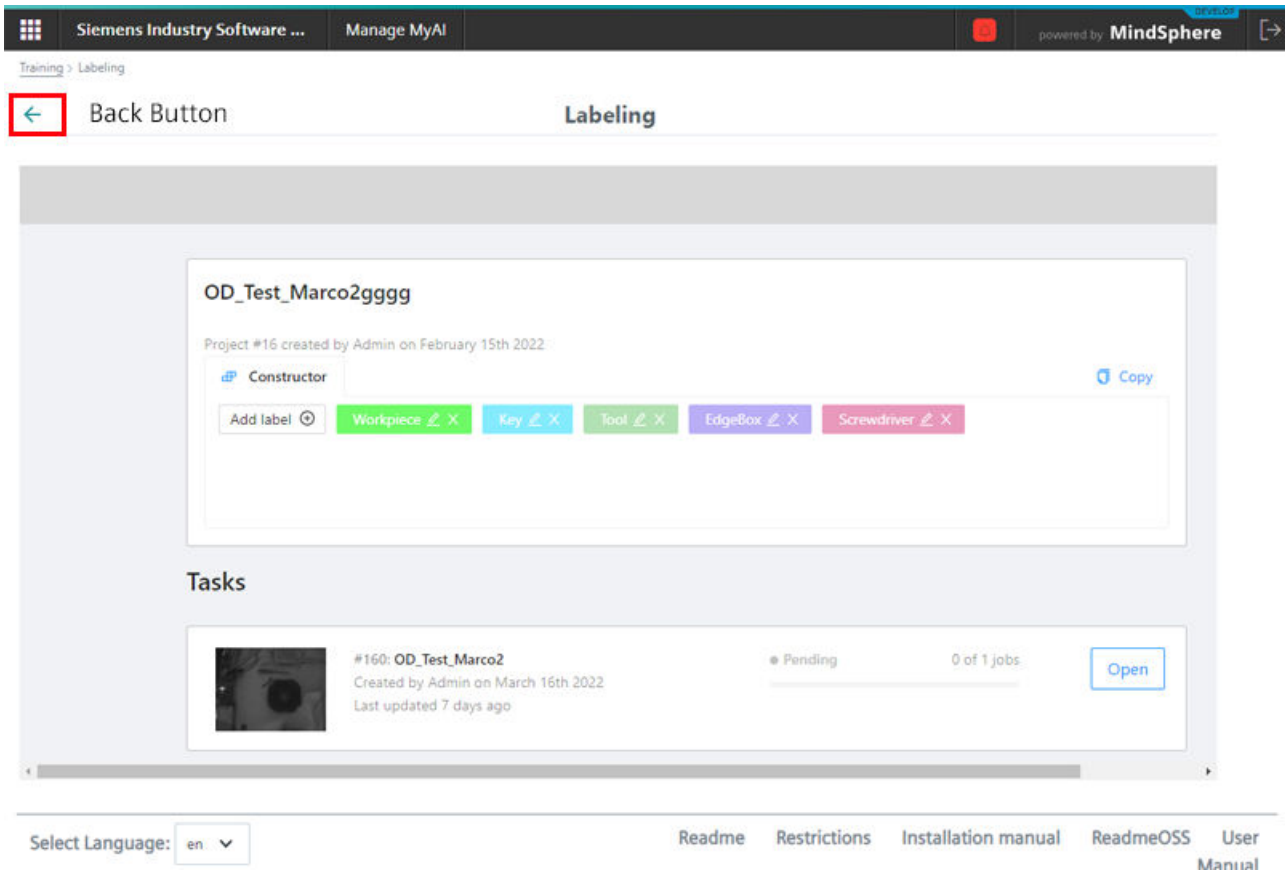 DEVELOP
Siemens Industry Software ... Manage MyAI powered by MindSphere
Training > Labeling
Back Button Labeling
OD_Test_Marco2gggg
Project #16 created by Admin on February 15th 2022
Constructor Copy
Add label Workpiece Key Tool EdgeBox Screwdriver
Tasks
#160: OD_Test_Marco2 Pending 0 of 1 jobs Open
Created by Admin on March 16th 2022
Last updated 7 days ago
Select Language: en Readme Restrictions Installation manual ReadmeOSS User
Manual